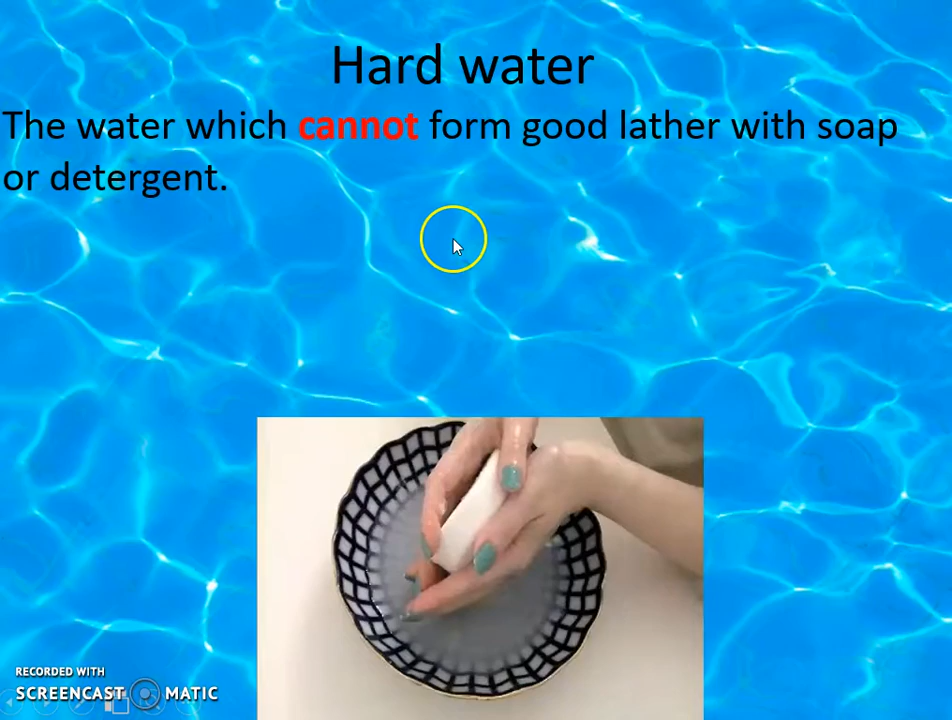 Hard water
The water which cannot form good lather with soap
or detergent.
RECORDED WITH
SCREENCAST MATIC